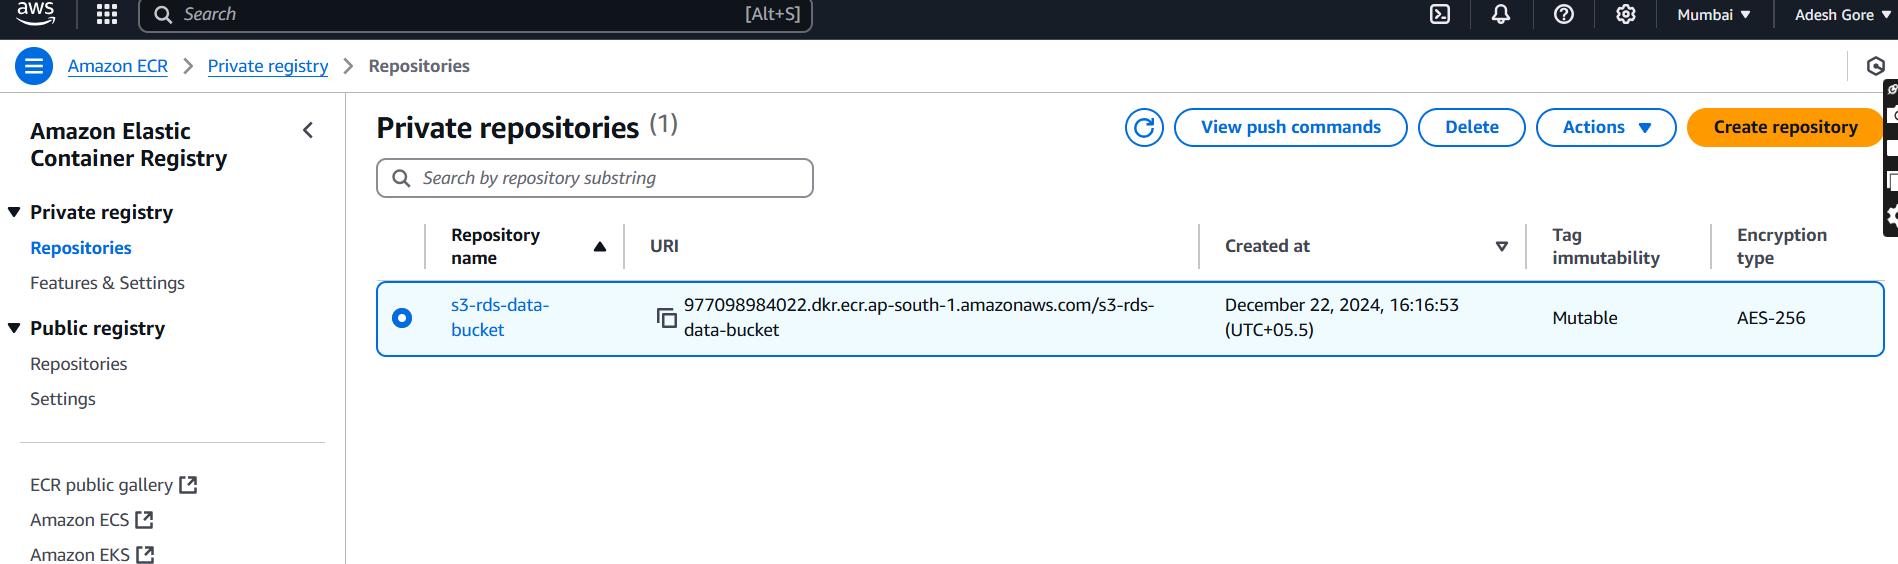 aws
Search [Alt+S]
Mumbai Adesh Gore
Amazon ECR Private registry Repositories
Amazon Elastic
Container Registry
Private registry
Repositories
Features & Settings
Public registry
Repositories
Settings
ECR public gallery
Amazon ECS
Amazon EKS
Private repositories (1)
View push commands Delete Actions Create repository
Search by repository substring
Repository
name
URI
Created at
Tag
immutability
Encryption
type
s3-rds-data-
bucket
977098984022.dkr.ecr.ap-south-1.amazonaws.com/s3-rds-
data-bucket
December 22, 2024, 16:16:53
(UTC+05.5)
Mutable
AES-256